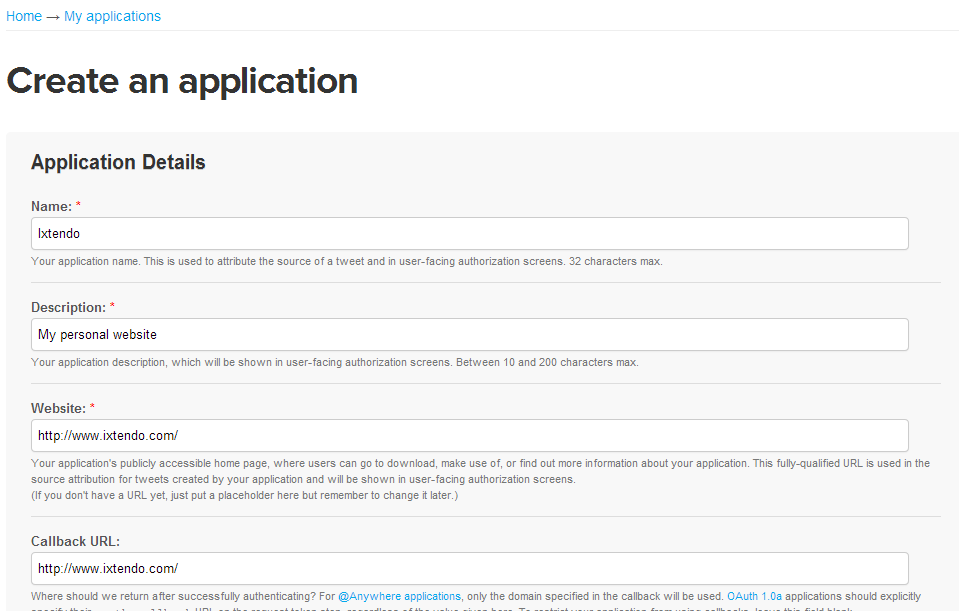 Home → My applications
Create an application
Application Details
Name: *
Ixtendo
Your application name. This is used to attribute the source of a tweet and in user-facing authorization screens. 32 characters max.
Description: *
My personal website
Your application description, which will be shown in user-facing authorization screens. Between 10 and 200 characters max.
Website: *
http://www.ixtendo.com/
Your application's publicly accessible home page, where users can go to download, make use of, or find out more information about your application. This fully-qualified URL is used in the
source attribution for tweets created by your application and will be shown in user-facing authorization screens.
(If you don't have a URL yet, just put a placeholder here but remember to change it later.)
Callback URL:
http://www.ixtendo.com/
Where should we return after successfully authenticating? For @Anywhere applications, only the domain specified in the callback will be used. OAuth 1.0a applications should explicitly